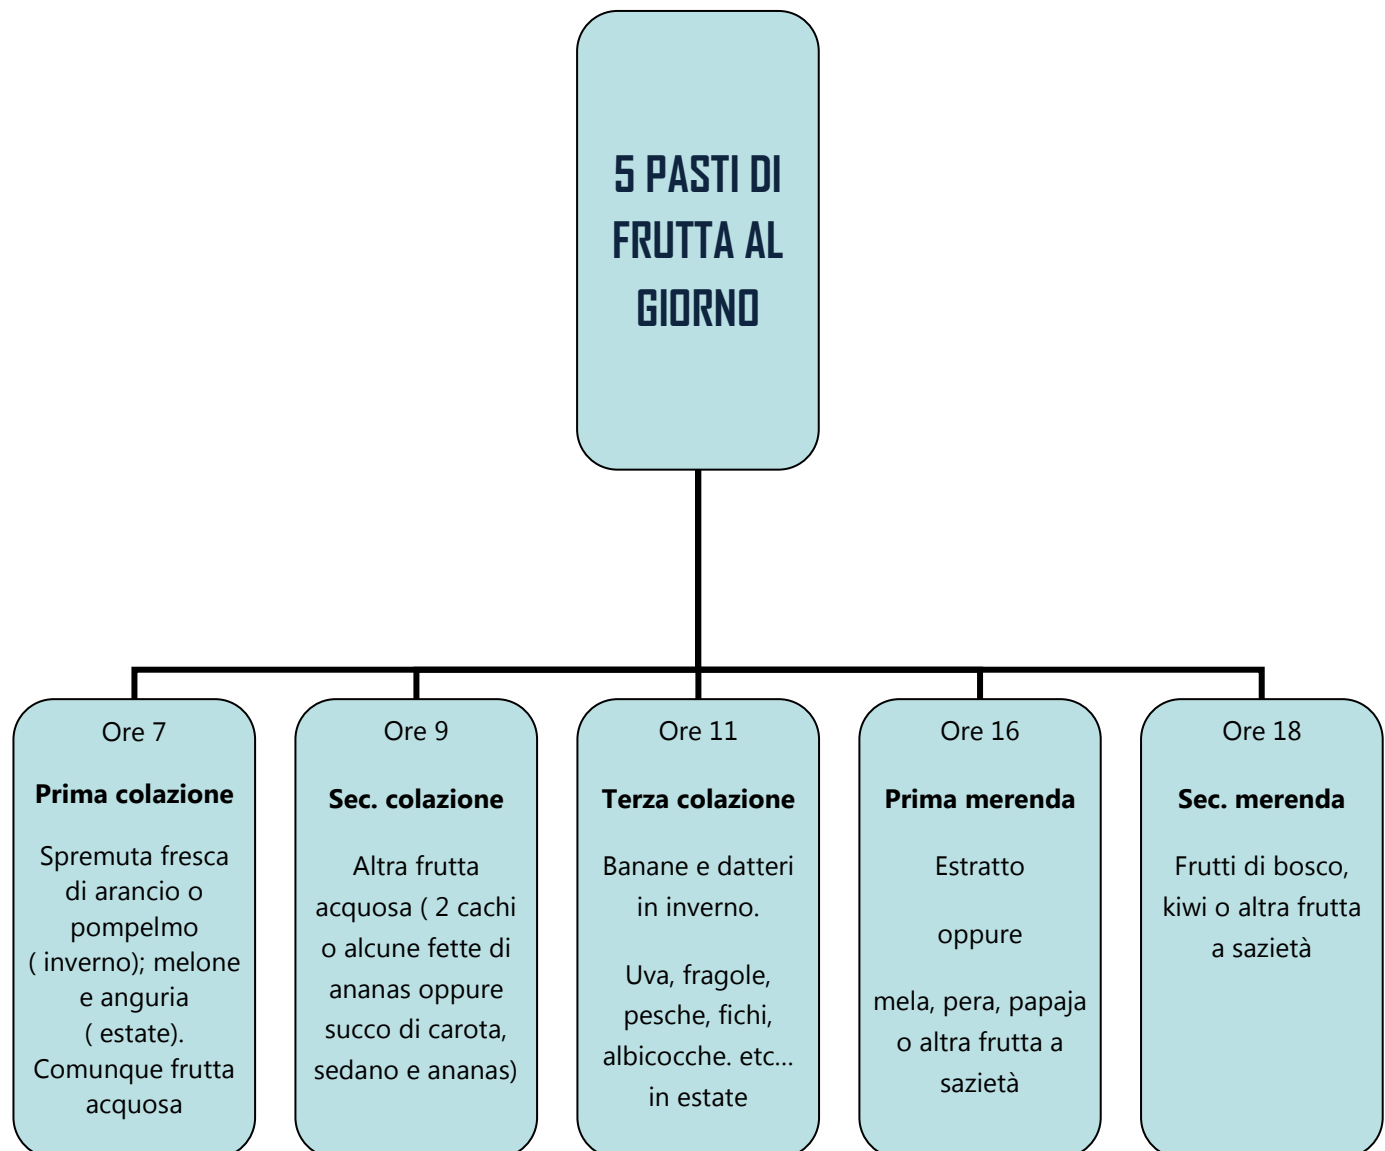 5 PASTI DI
FRUTTA AL
GIORNO
Ore 7
Prima colazione
Spremuta fresca
di arancio o
pompelmo
( inverno); melone
e anguria
( estate).
Comunque frutta
acquosa
Ore 9
Sec. colazione
Altra frutta
acquosa ( 2 cachi
o alcune fette di
ananas oppure
succo di carota,
sedano e ananas)
Ore 11
Terza colazione
Banane e datteri
in inverno.
Uva, fragole,
pesche, fichi,
albicocche. etc...
in estate
Ore 16
Prima merenda
Estratto
oppure
mela, pera, papaja
o altra frutta a
sazietà
Ore 18
Sec. merenda
Frutti di bosco,
kiwi o altra frutta
a sazietà